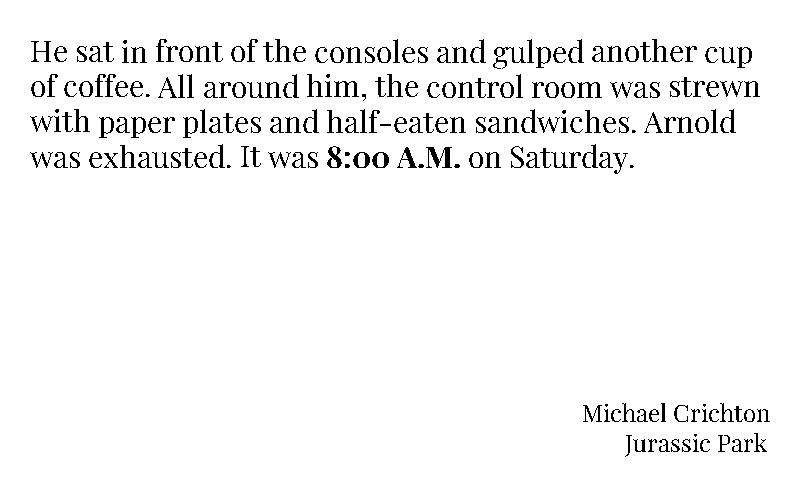 He sat in front of the consoles and gulped another cup
of coffee. All around him, the control room was strewn
with paper plates and half-eaten sandwiches. Arnold
was exhausted. It was 8:00 A.M. on Saturday.
Michael Crichton
Jurassic Park